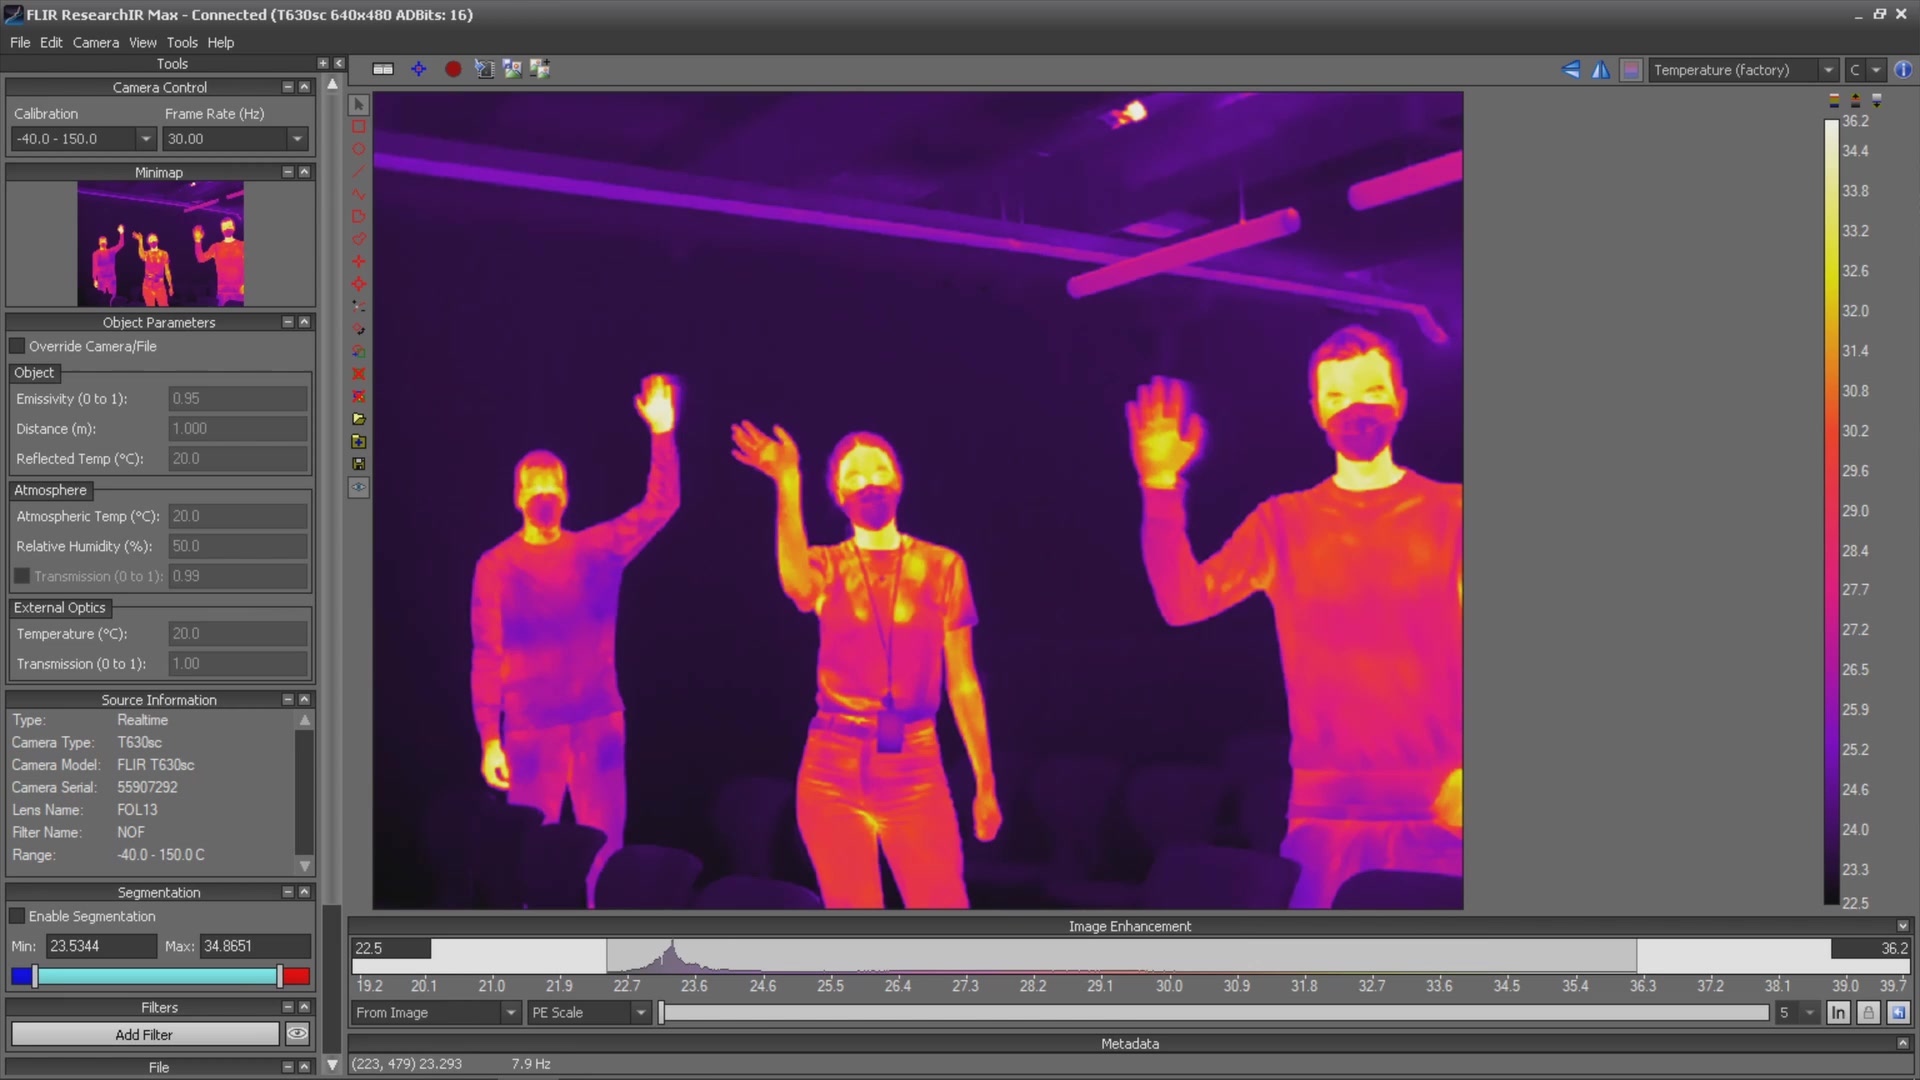 FLIR ResearchIR Max - Connected (T630sc 640x480 ADBits: 16)
File Edit Camera View Tools Help
Tools
Temperature (factory) C
Camera Control
Calibration Frame Rate (Hz)
-40.0 - 150.0 30.00
Minimap
Object Parameters
Override Camera/File
Object
Emissivity (0 to 1): 0.95
Distance (m): 1.000
Reflected Temp (°C): 20.0
Atmosphere
Atmospheric Temp (°C): 20.0
Relative Humidity (%): 50.0
Transmission (0 to 1): 0.99
External Optics
Temperature (°C): 20.0
Transmission (0 to 1): 1.00
Source Information
Type: Realtime
Camera Type: T630sc
Camera Model: FLIR T630sc
Camera Serial: 55907292
Lens Name: FOL13
Filter Name: NOF
Range: -40.0 - 150.0 C
Segmentation
Enable Segmentation
Min: 23.5344 Max: 34.8651
Filters
Add Filter
File
36.2
34.4
33.8
33.2
32.6
32.0
31.4
30.8
30.2
29.6
29.0
28.4
27.7
27.2
26.5
25.9
25.2
24.6
24.0
23.3
22.5
Image Enhancement
22.5 36.2
19.2 20.1 21.0 21.9 22.7 23.6 24.6 25.5 26.4 27.3 28.2 29.1 30.0 30.9 31.8 32.7 33.6 34.5 35.4 36.3 37.2 38.1 39.0 39.7
From Image PE Scale 5 In
Metadata
(223, 479) 23.293 7.9 Hz